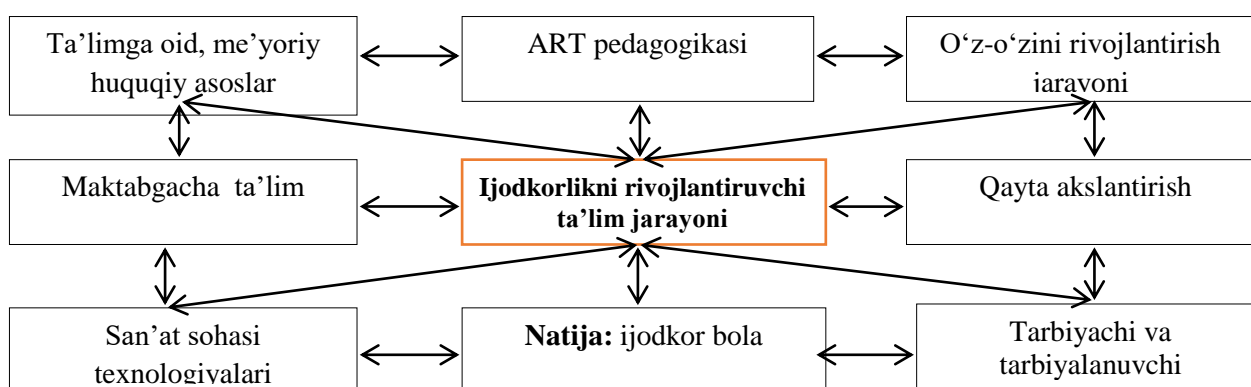 Ta’limga oid, me’yoriy
huquqiy asoslar
ART pedagogikasi
O‘z-o‘zini rivojlantirish
jarayoni
Maktabgacha ta’lim
Ijodkorlikni rivojlantiruvchi
ta’lim jarayoni
Qayta akslantirish
San’at sohasi
texnologiyalari
Natija: ijodkor bola
Tarbiyachi va
tarbiyalanuvchi